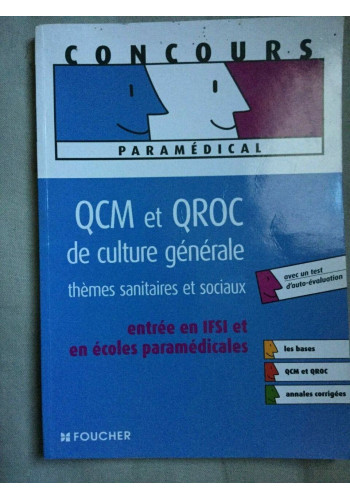 CONCOURS
PARAMÉDICAL
QCM et QROC
de culture générale
thèmes sanitaires et sociaux
avec un test
d'auto-évaluation
entrée en IFSI et
en écoles paramédicales
les bases
QCM et QROC
annales corrigées
FOUCHER